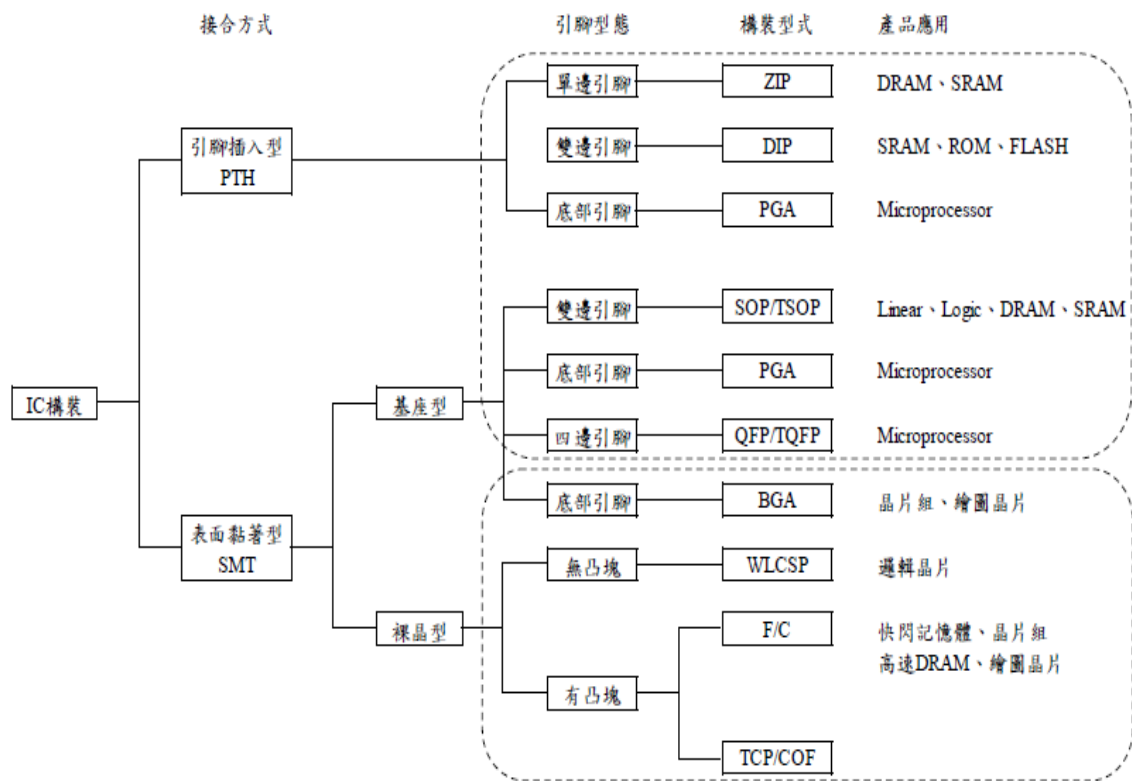 接合方式 引腳型態 構裝型式 產品應用
單邊引腳 ZIP DRAM、SRAM
引腳插入型
PTH
雙邊引腳 DIP SRAM、ROM、FLASH
底部引腳 PGA Microprocessor
雙邊引腳 SOP/TSOP Linear、Logic、DRAM、SRAM
底部引腳 PGA Microprocessor
IC構裝
基座型
四邊引腳 QFP/TQFP Microprocessor
底部引腳 BGA 晶片組、繪圖晶片
表面黏著型
SMT
無凸塊 WLCSP 邏輯晶片
裸晶型
F/C 快閃記憶體、晶片組
高速DRAM、繪圖晶片
有凸塊
TCP/COF